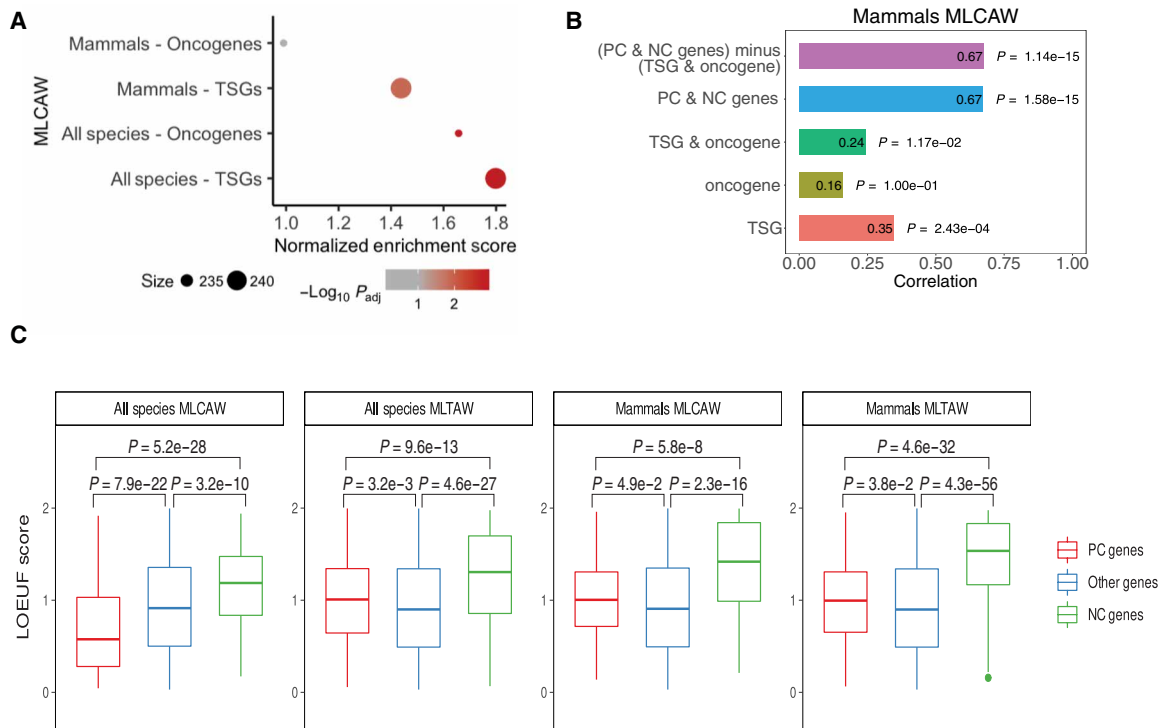 A
MLCAW
Mammals - Oncogenes
Mammals - TSGs
All species - Oncogenes
All species - TSGs
1.0 1.2 1.4 1.6 1.8
Normalized enrichment score
Size 235 240
−Log10 Padj
1 2
B
Mammals MLCAW
(PC & NC genes) minus
(TSG & oncogene)
0.67 P = 1.14e−15
PC & NC genes 0.67 P = 1.58e−15
TSG & oncogene 0.24 P = 1.17e−02
oncogene 0.16 P = 1.00e−01
TSG 0.35 P = 2.43e−04
0.00 0.25 0.50 0.75 1.00
Correlation
C
LOEUF score
All species MLCAW
P = 5.2e−28
P = 7.9e−22 P = 3.2e−10
2
1
0
All species MLTAW
P = 9.6e−13
P = 3.2e−3 P = 4.6e−27
2
1
0
Mammals MLCAW
P = 5.8e−8
P = 4.9e−2 P = 2.3e−16
2
1
0
Mammals MLTAW
P = 4.6e−32
P = 3.8e−2 P = 4.3e−56
2
1
0
PC genes
Other genes
NC genes